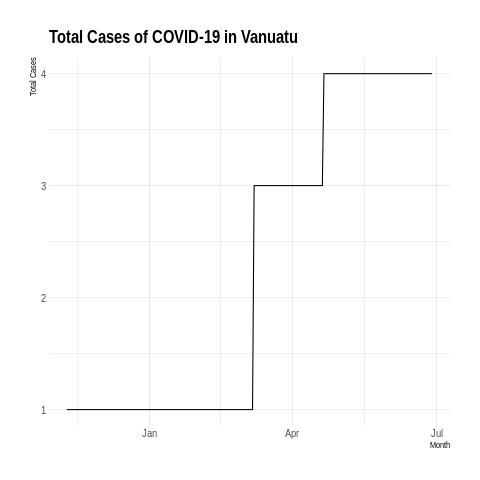 Total Cases of COVID-19 in Vanuatu
Total Cases
4
3
2
1
Jan Apr Jul
Month